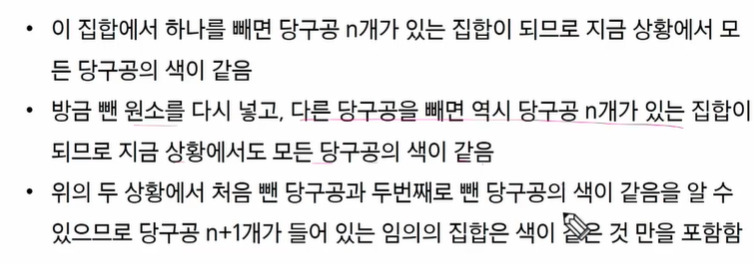 • 이 집합에서 하나를 빼면 당구공 n개가 있는 집합이 되므로 지금 상황에서 모
든 당구공의 색이 같음
• 방금 뺀 원소를 다시 넣고, 다른 당구공을 빼면 역시 당구공 n개가 있는 집합이
되므로 지금 상황에서도 모든 당구공의 색이 같음
• 위의 두 상황에서 처음 뺀 당구공과 두번째로 뺀 당구공의 색이 같음을 알 수
있으므로 당구공 n+1개가 들어 있는 임의의 집합은 색이 같은 것 만을 포함함